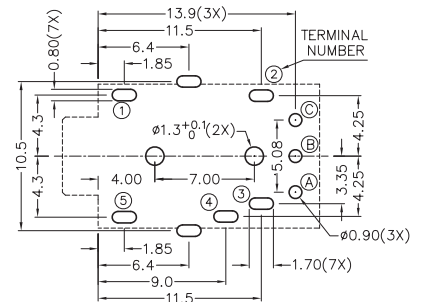 13.9(3X)
11.5
6.4
1.85
0.80(7X)
TERMINAL
NUMBER
2
1
C
ø1.3+0.1 0(2X)
4.3
10.5
5.08
B
4.25
4.00
7.00
3
A
3.35
4.3
4.25
5
4
ø0.90(3X)
1.85
1.70(7X)
6.4
9.0
11.5